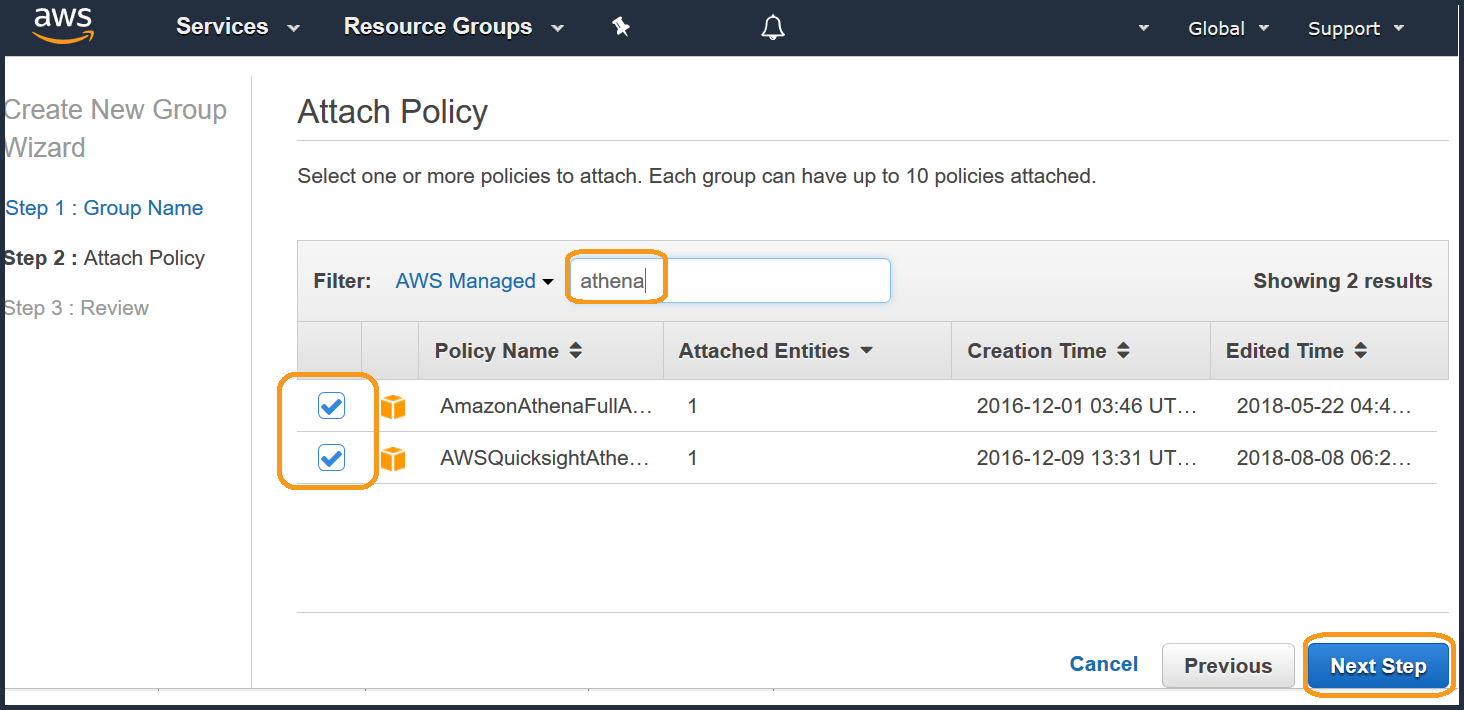 aws Services Resource Groups Global Support
Create New Group
Wizard
Step 1 : Group Name
Step 2 : Attach Policy
Step 3 : Review
Attach Policy
Select one or more policies to attach. Each group can have up to 10 policies attached.
Filter: AWS Managed athena Showing 2 results
Policy Name Attached Entities Creation Time Edited Time
AmazonAthenaFullA… 1 2016-12-01 03:46 UT… 2018-05-22 04:4…
AWSQuicksightAthe… 1 2016-12-09 13:31 UT… 2018-08-08 06:2…
Cancel Previous Next Step